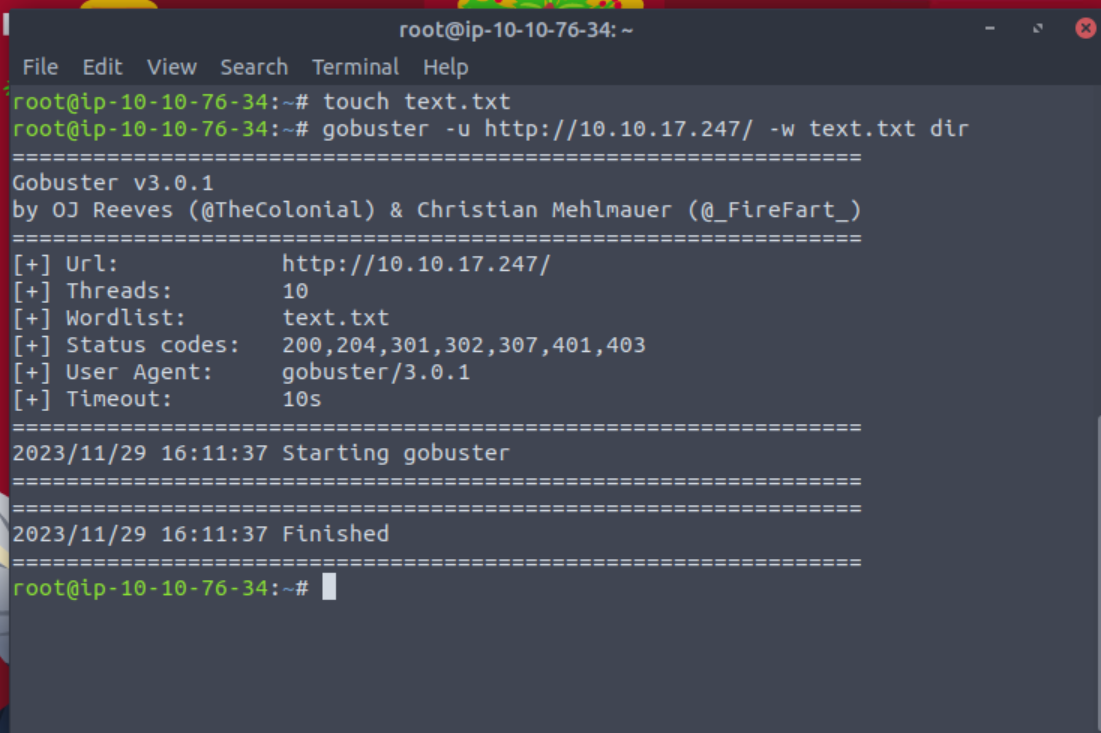 root@ip-10-10-76-34: ~
File Edit View Search Terminal Help
root@ip-10-10-76-34:~# touch text.txt
root@ip-10-10-76-34:~# gobuster -u http://10.10.17.247/ -w text.txt dir
===============================================================
Gobuster v3.0.1
by OJ Reeves (@TheColonial) & Christian Mehlmauer (@_FireFart_)
===============================================================
[+] Url:            http://10.10.17.247/
[+] Threads:        10
[+] Wordlist:       text.txt
[+] Status codes:   200,204,301,302,307,401,403
[+] User Agent:     gobuster/3.0.1
[+] Timeout:        10s
===============================================================
2023/11/29 16:11:37 Starting gobuster
===============================================================
===============================================================
2023/11/29 16:11:37 Finished
===============================================================
root@ip-10-10-76-34:~#